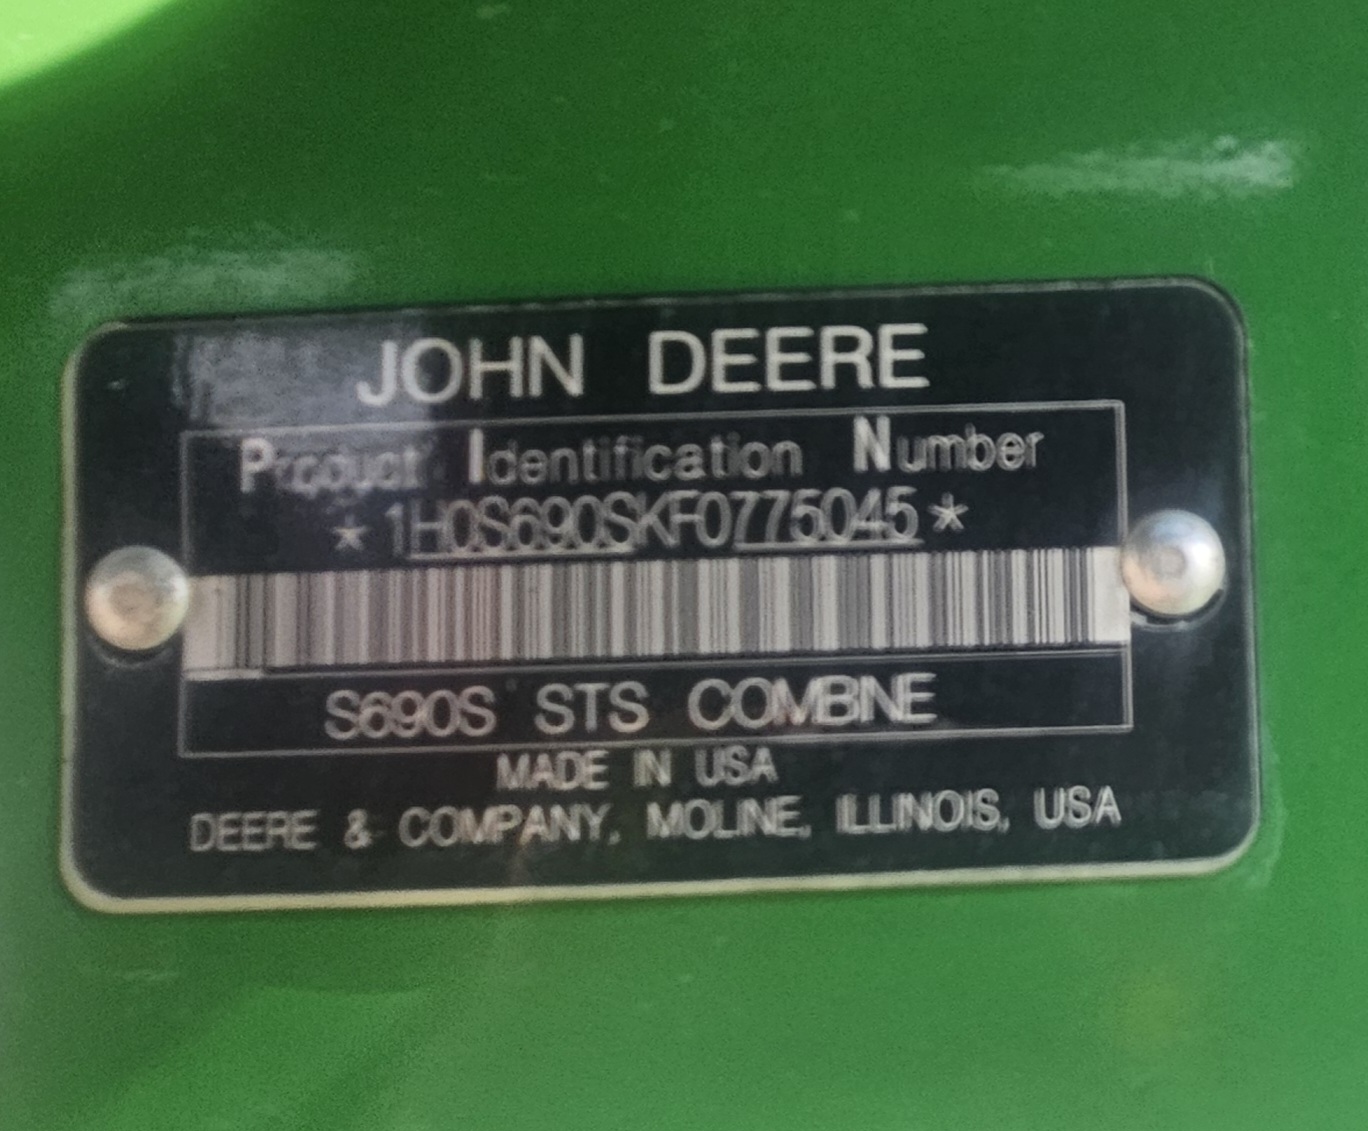 JOHN DEERE
Product Identification Number
*1H0S690SKF0775045*
S690S STS COMBINE
MADE IN USA
DEERE & COMPANY, MOLINE, ILLINOIS, USA